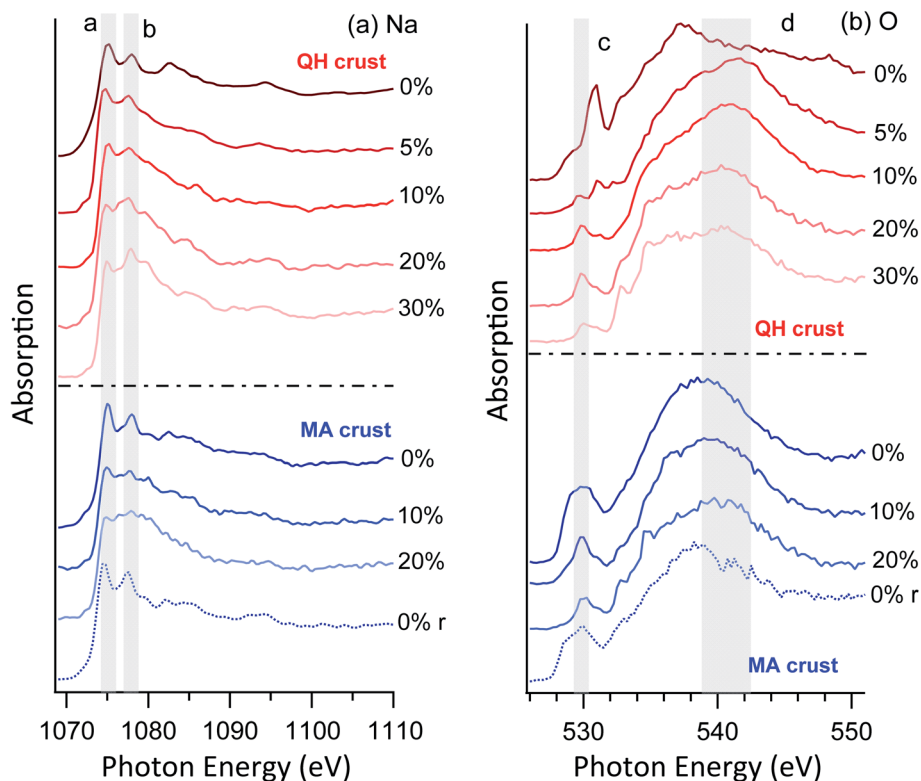 (a) Na
a
b
QH crust
0%
5%
10%
20%
30%
MA crust
0%
10%
20%
0% r
Absorption
1070
1080
1090
1100
1110
Photon Energy (eV)
(b) O
c
d
0%
5%
10%
20%
30%
QH crust
0%
10%
20%
0% r
MA crust
Absorption
530
540
550
Photon Energy (eV)